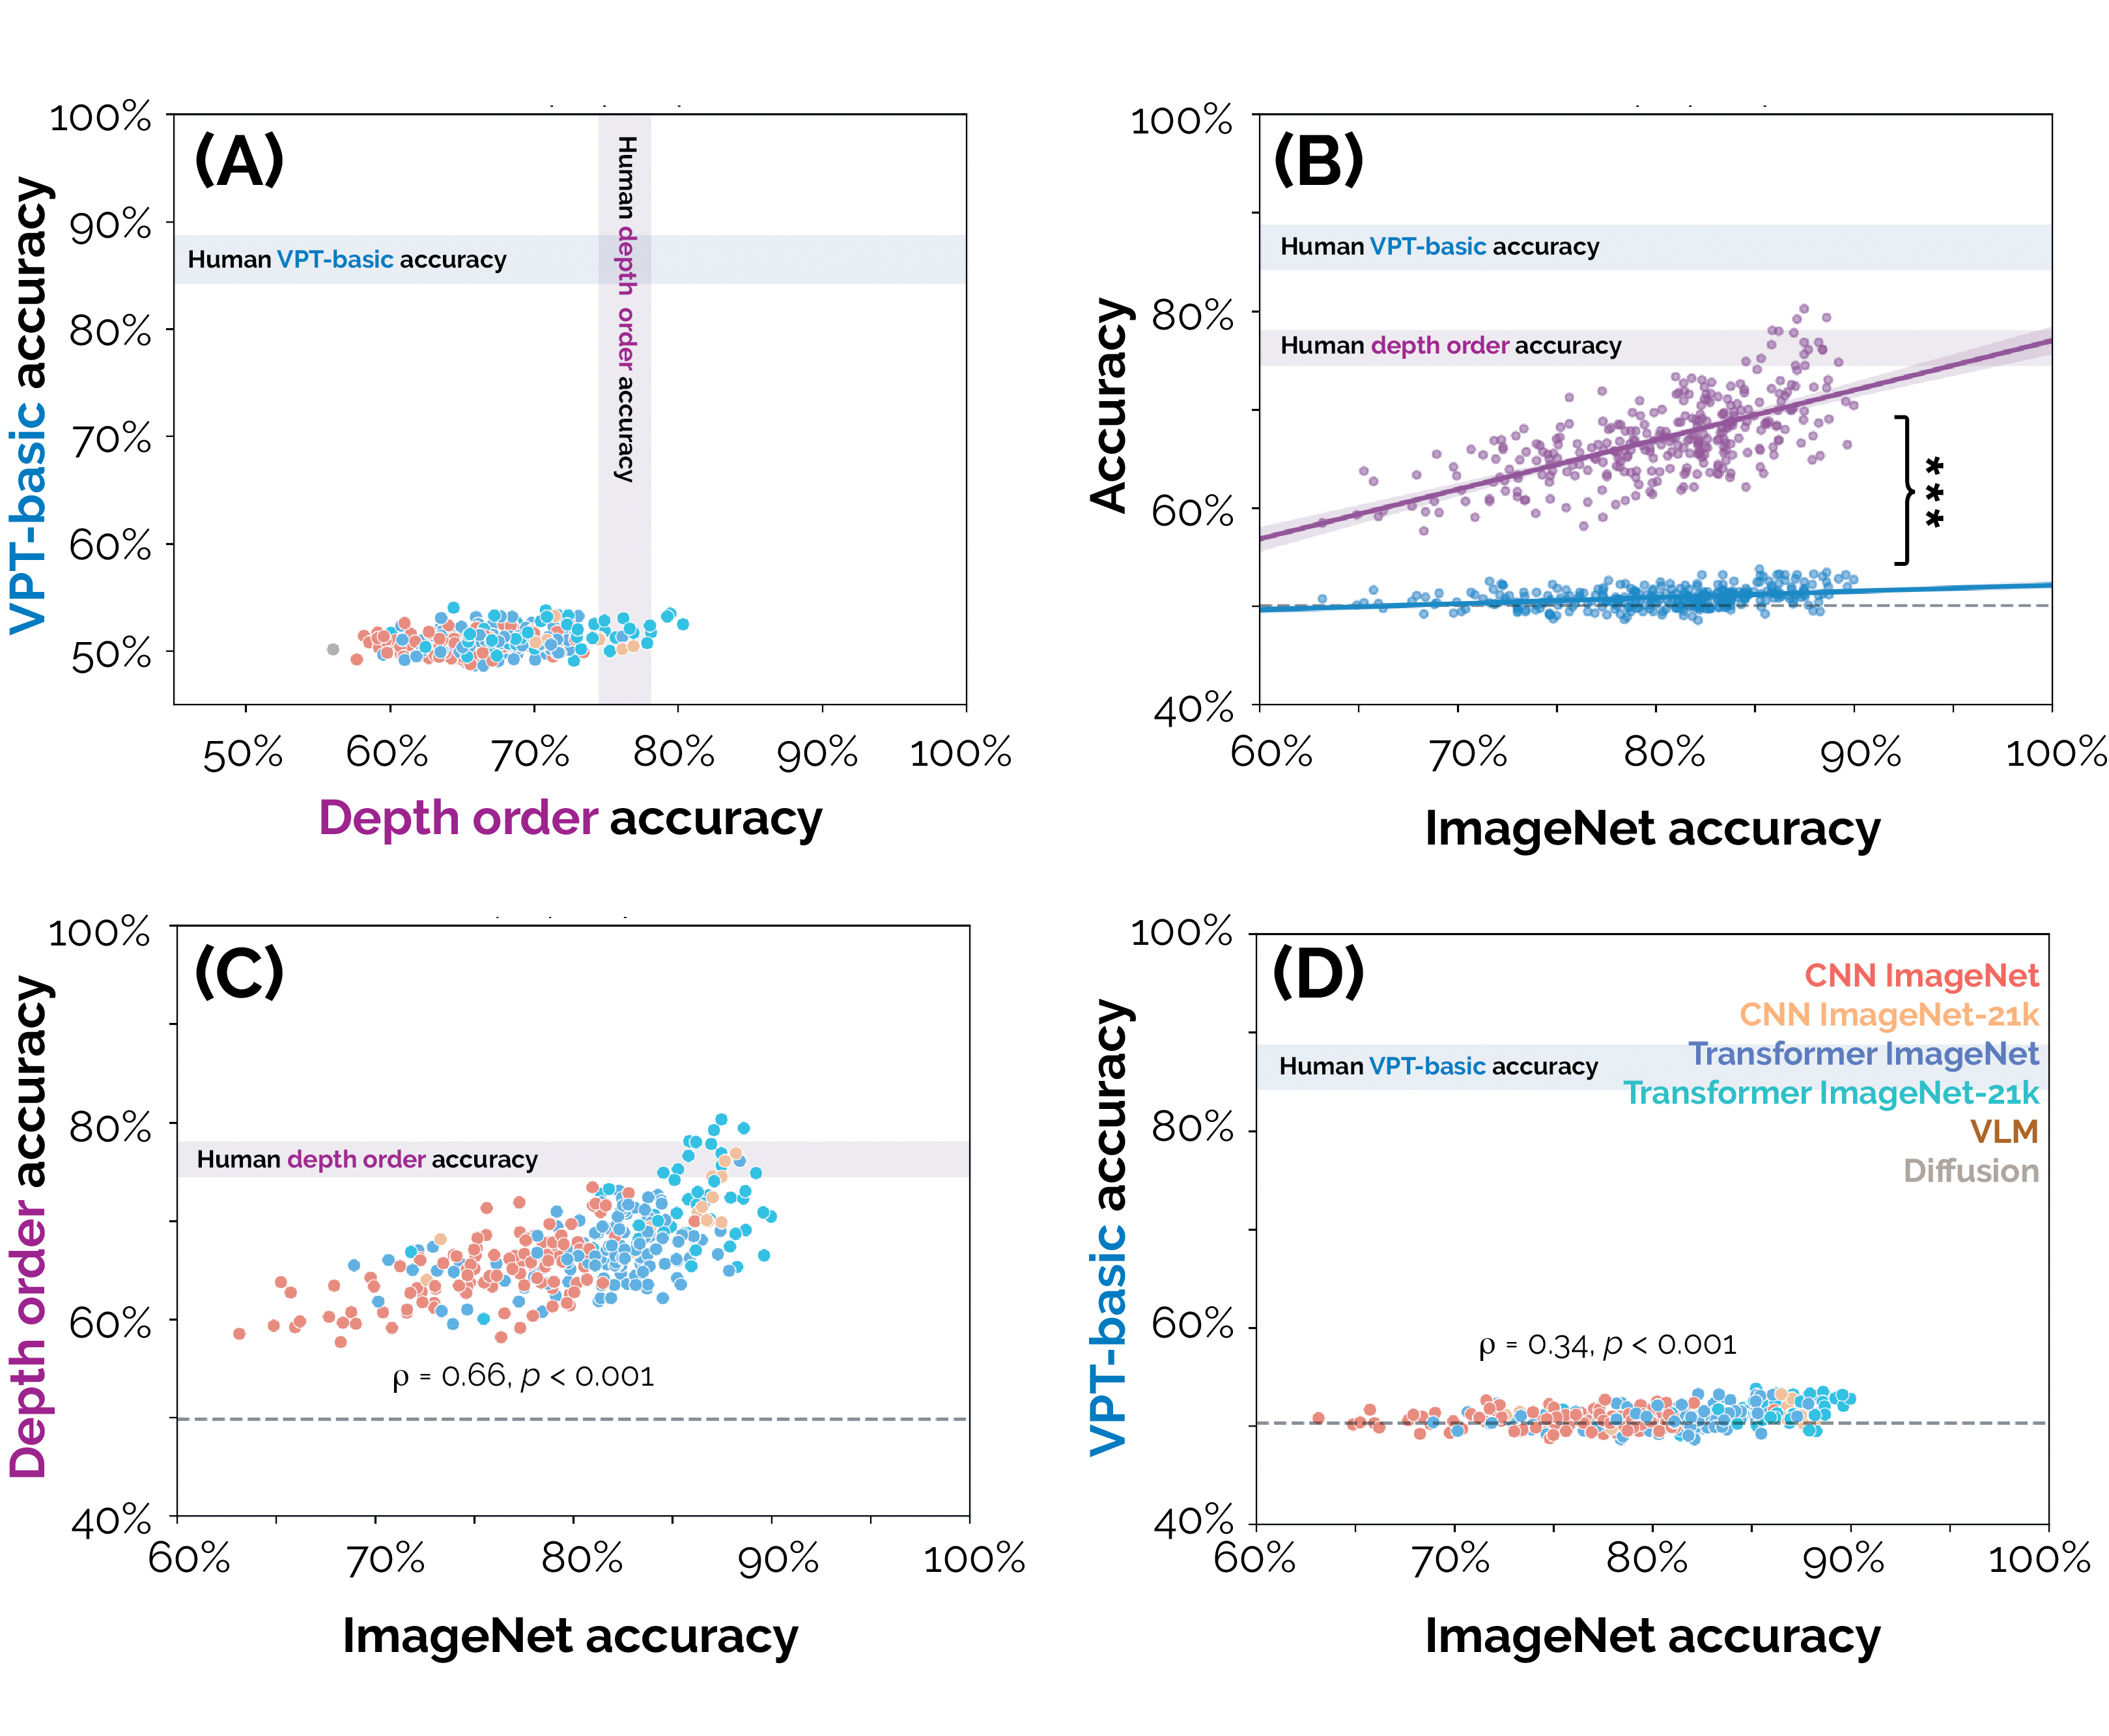 (A)
100%
90%
80%
70%
60%
50%
VPT-basic accuracy
Human VPT-basic accuracy
Human depth order accuracy
50% 60% 70% 80% 90% 100%
Depth order accuracy
(B)
100%
80%
60%
40%
Accuracy
Human VPT-basic accuracy
Human depth order accuracy
***
60% 70% 80% 90% 100%
ImageNet accuracy
(C)
100%
80%
60%
40%
Depth order accuracy
Human depth order accuracy
ρ = 0.66, p < 0.001
60% 70% 80% 90% 100%
ImageNet accuracy
(D)
100%
80%
60%
40%
VPT-basic accuracy
CNN ImageNet
CNN ImageNet-21k
Transformer ImageNet
Human VPT-basic accuracy
Transformer ImageNet-21k
VLM
Diffusion
ρ = 0.34, p < 0.001
60% 70% 80% 90% 100%
ImageNet accuracy